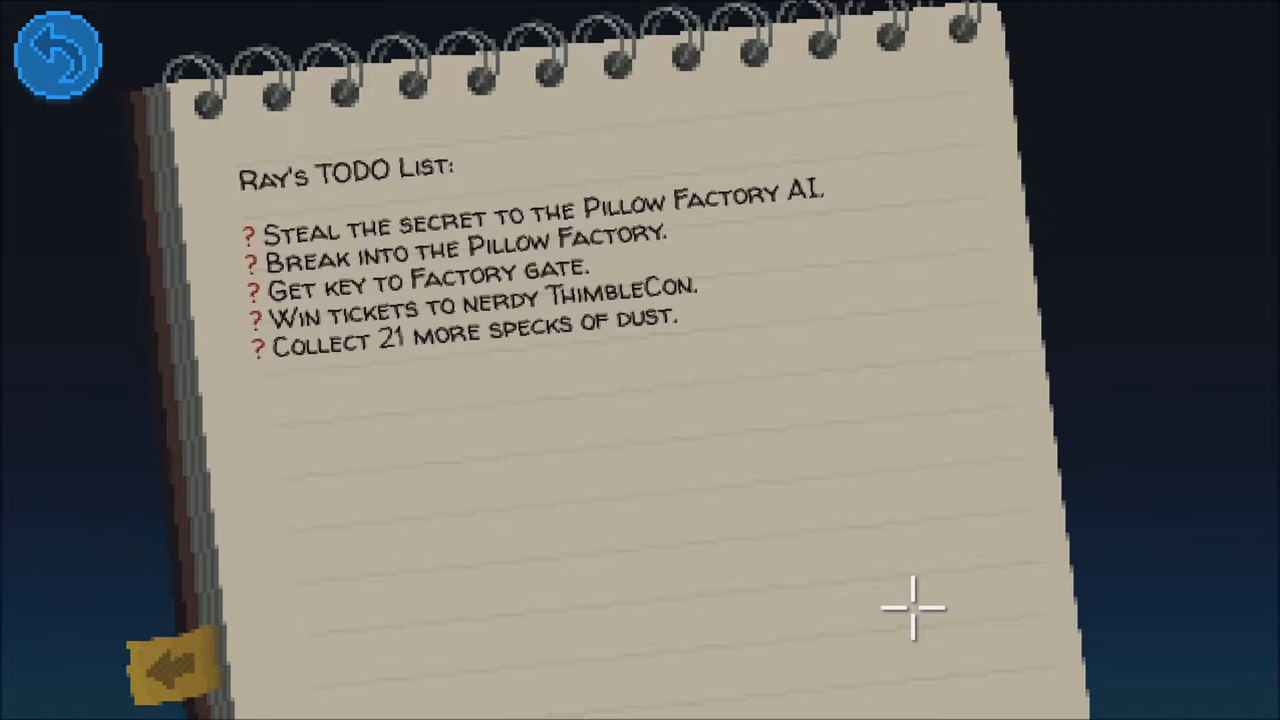 Ray's TODO List:
? Steal the secret to the Pillow Factory AI.
? Break into the Pillow Factory.
? Get key to Factory gate.
? Win tickets to nerdy ThimbleCon.
? Collect 21 more specks of dust.